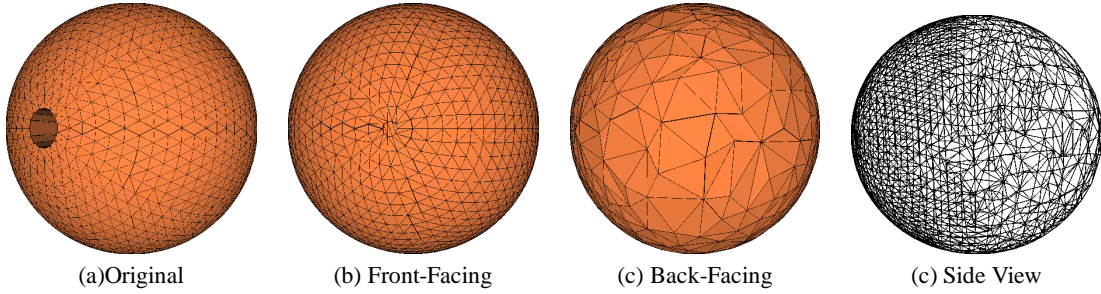 (a)Original
(b) Front-Facing
(c) Back-Facing
(c) Side View